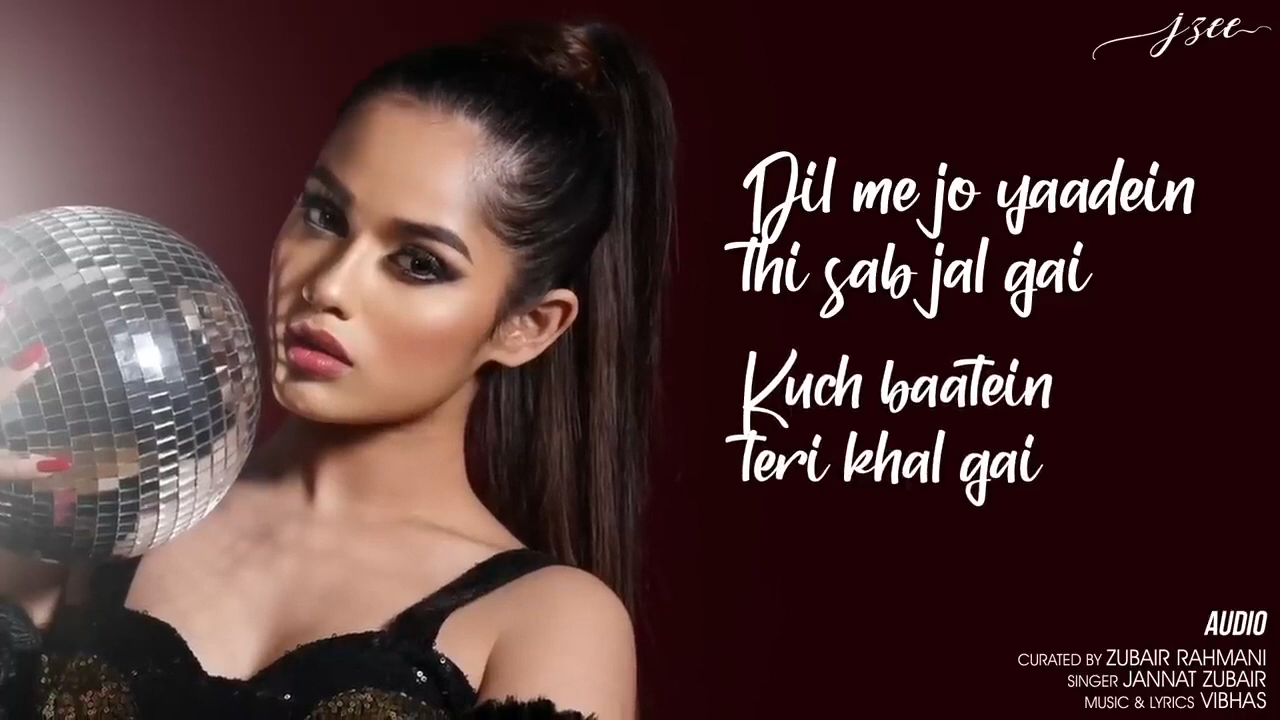 jzee
Dil me jo yaadein
thi sab jal gai
Kuch baatein
teri khal gai
AUDIO
CURATED BY ZUBAIR RAHMANI
SINGER JANNAT ZUBAIR
MUSIC & LYRICS VIBHAS